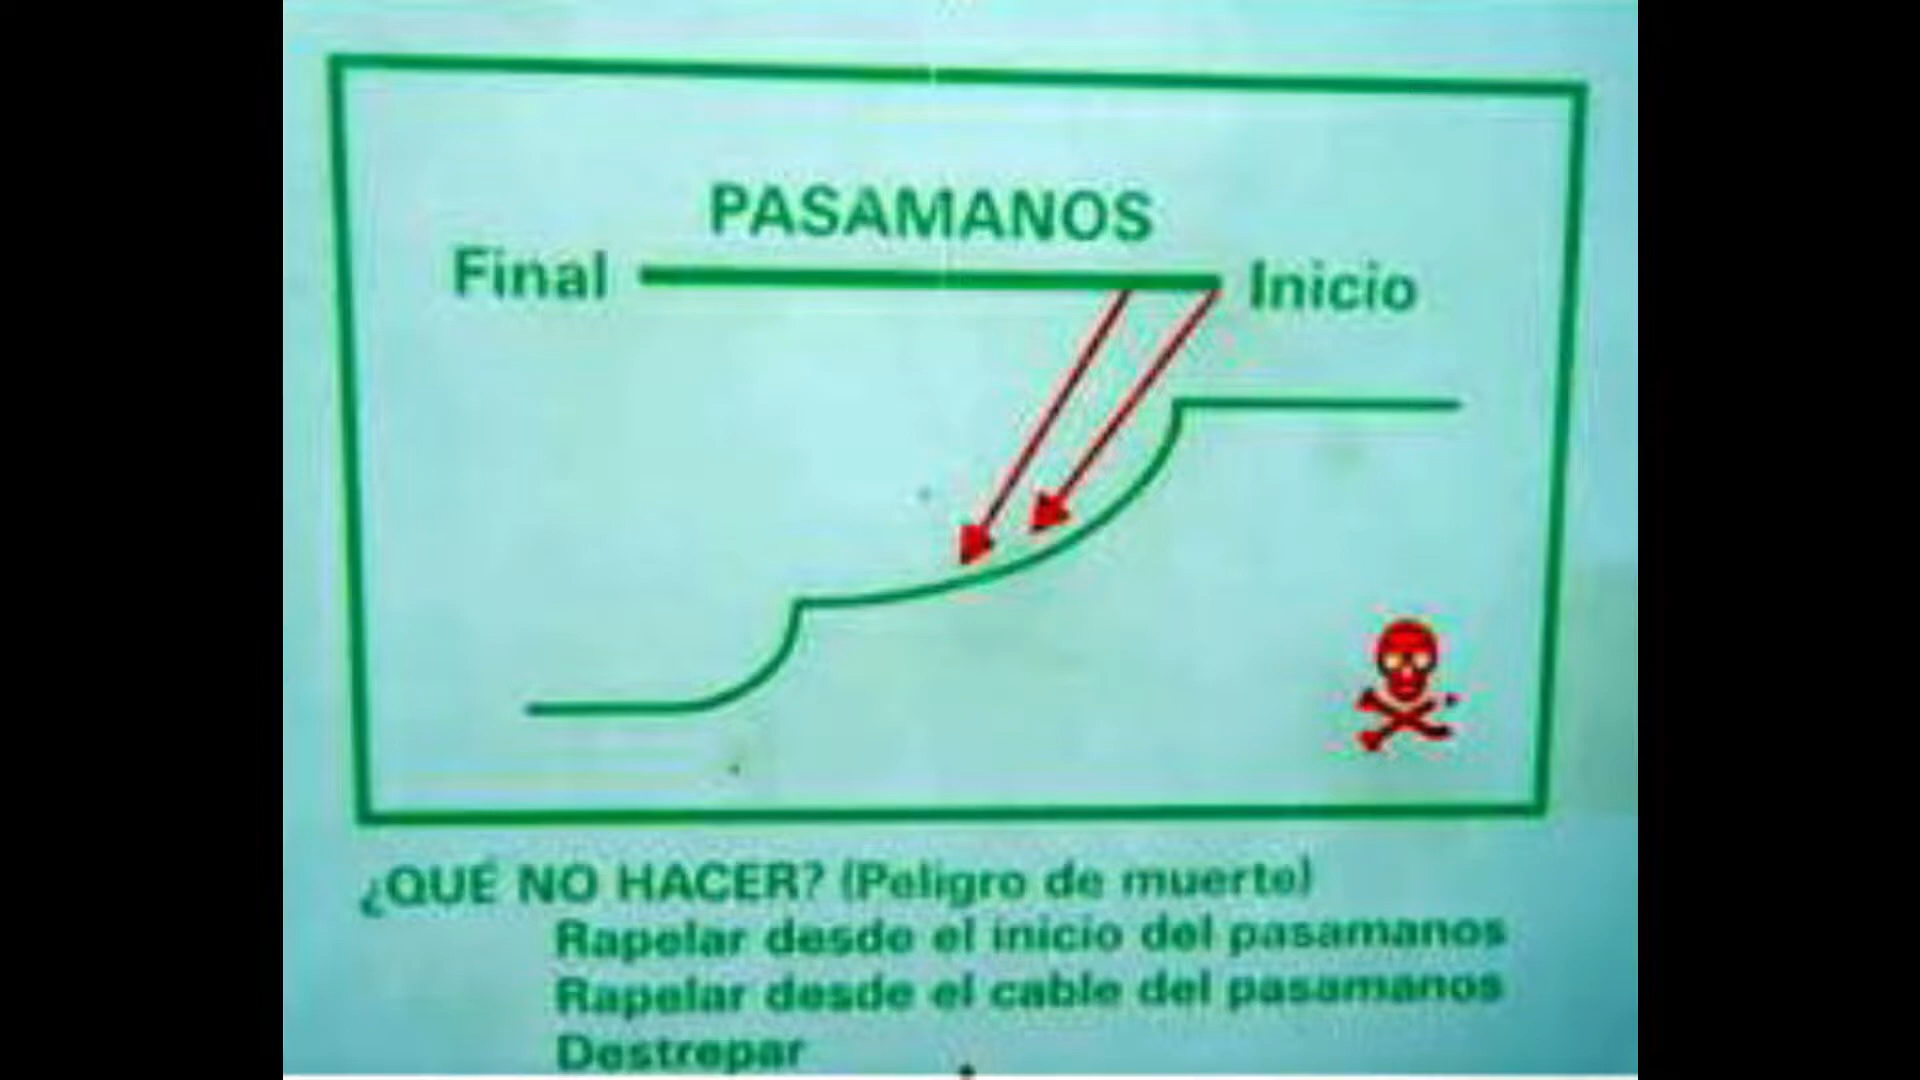 PASAMANOS
Final Inicio
¿QUÉ NO HACER? (Peligro de muerte)
Rapelar desde el inicio del pasamanos
Rapelar desde el cable del pasamanos
Destrepar